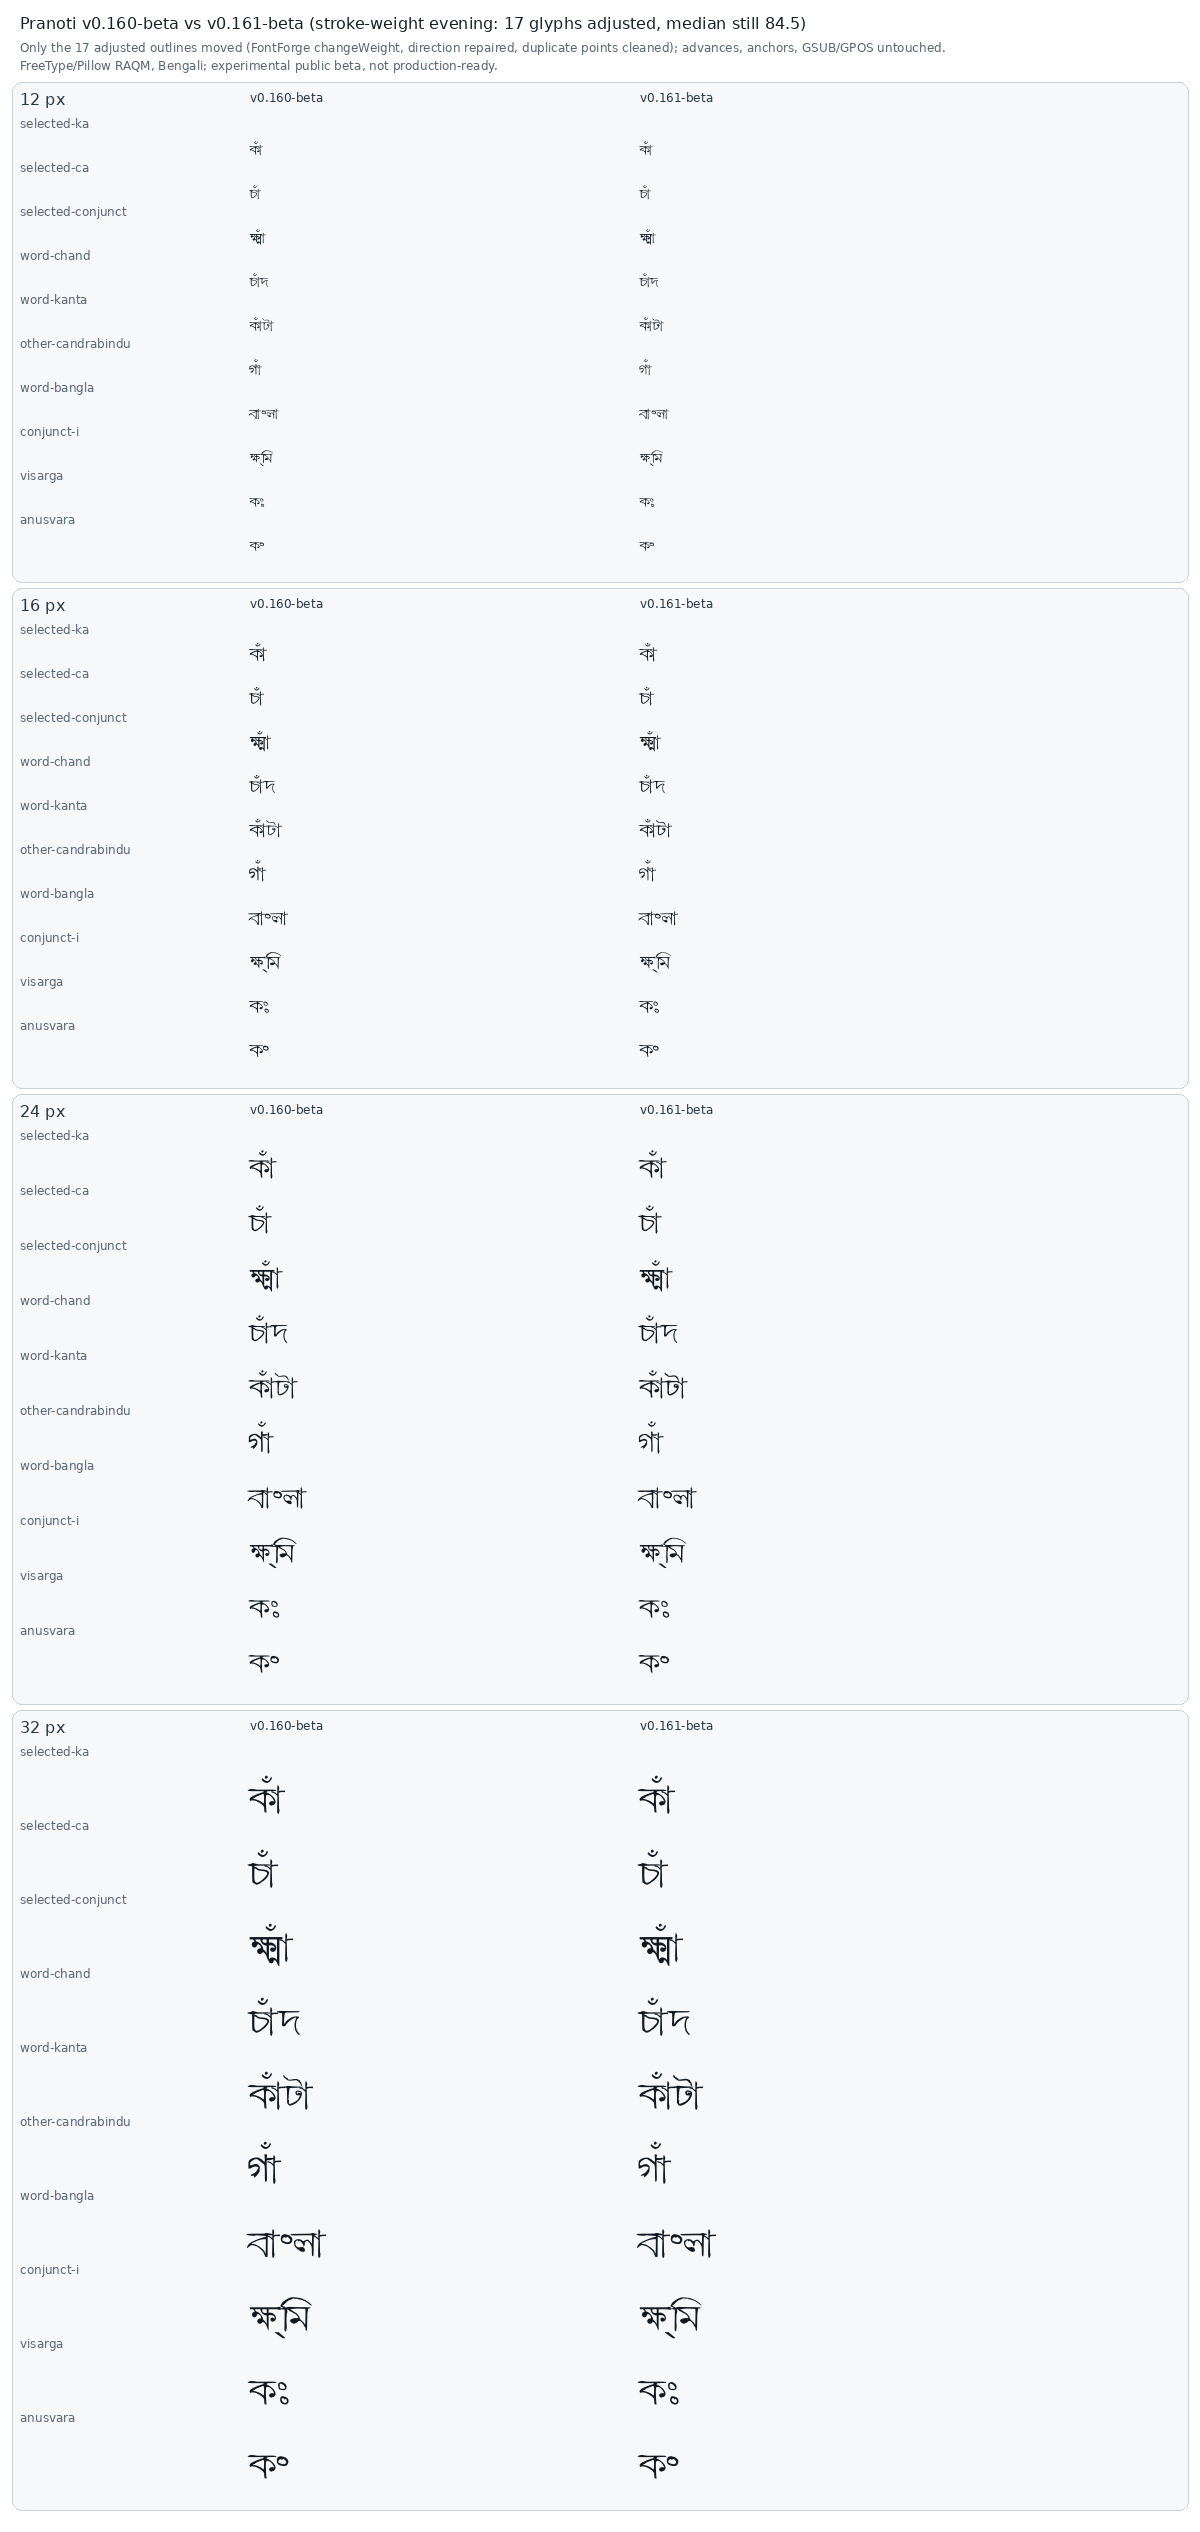 Pranoti v0.160-beta vs v0.161-beta (stroke-weight evening: 17 glyphs adjusted, median still 84.5)
Only the 17 adjusted outlines moved (FontForge changeWeight, direction repaired, duplicate points cleaned); advances, anchors, GSUB/GPOS untouched.
FreeType/Pillow RAQM, Bengali; experimental public beta, not production-ready.
12 px v0.160-beta v0.161-beta
selected-ka
কাঁ কাঁ
selected-ca
চাঁ চাঁ
selected-conjunct
ক্ষ্মাঁ ক্ষ্মাঁ
word-chand
চাঁদ চাঁদ
word-kanta
কাঁটা কাঁটা
other-candrabindu
গাঁ গাঁ
word-bangla
বাংলা বাংলা
conjunct-i
ক্ষ্‌মি ক্ষ্‌মি
visarga
কঃ কঃ
anusvara
কং কং
16 px v0.160-beta v0.161-beta
selected-ka
কাঁ কাঁ
selected-ca
চাঁ চাঁ
selected-conjunct
ক্ষ্মাঁ ক্ষ্মাঁ
word-chand
চাঁদ চাঁদ
word-kanta
কাঁটা কাঁটা
other-candrabindu
গাঁ গাঁ
word-bangla
বাংলা বাংলা
conjunct-i
ক্ষ্‌মি ক্ষ্‌মি
visarga
কঃ কঃ
anusvara
কং কং
24 px v0.160-beta v0.161-beta
selected-ka
কাঁ কাঁ
selected-ca
চাঁ চাঁ
selected-conjunct
ক্ষ্মাঁ ক্ষ্মাঁ
word-chand
চাঁদ চাঁদ
word-kanta
কাঁটা কাঁটা
other-candrabindu
গাঁ গাঁ
word-bangla
বাংলা বাংলা
conjunct-i
ক্ষ্‌মি ক্ষ্‌মি
visarga
কঃ কঃ
anusvara
কং কং
32 px v0.160-beta v0.161-beta
selected-ka
কাঁ কাঁ
selected-ca
চাঁ চাঁ
selected-conjunct
ক্ষ্মাঁ ক্ষ্মাঁ
word-chand
চাঁদ চাঁদ
word-kanta
কাঁটা কাঁটা
other-candrabindu
গাঁ গাঁ
word-bangla
বাংলা বাংলা
conjunct-i
ক্ষ্‌মি ক্ষ্‌মি
visarga
কঃ কঃ
anusvara
কং কং